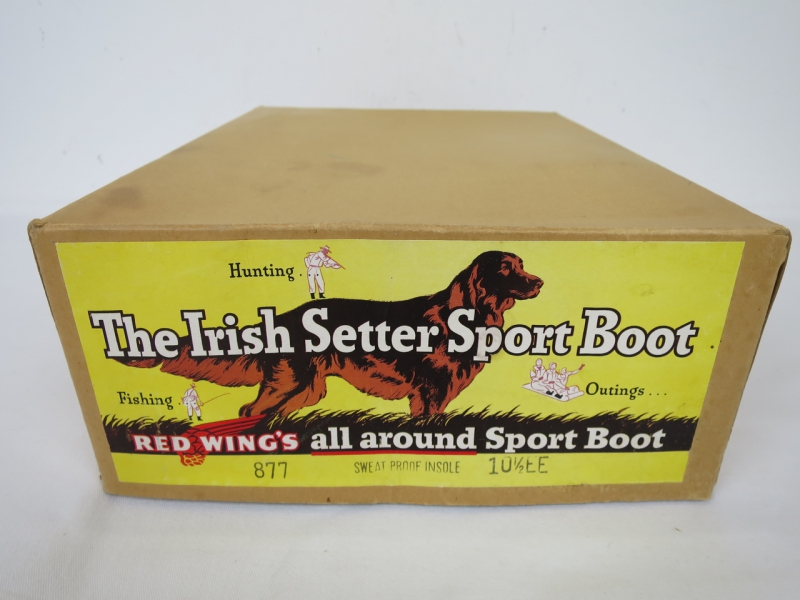 Hunting.
The Irish Setter Sport Boot
Fishing.
Outings...
RED WING'S all around Sport Boot
877 SWEAT PROOF INSOLE 10½EE